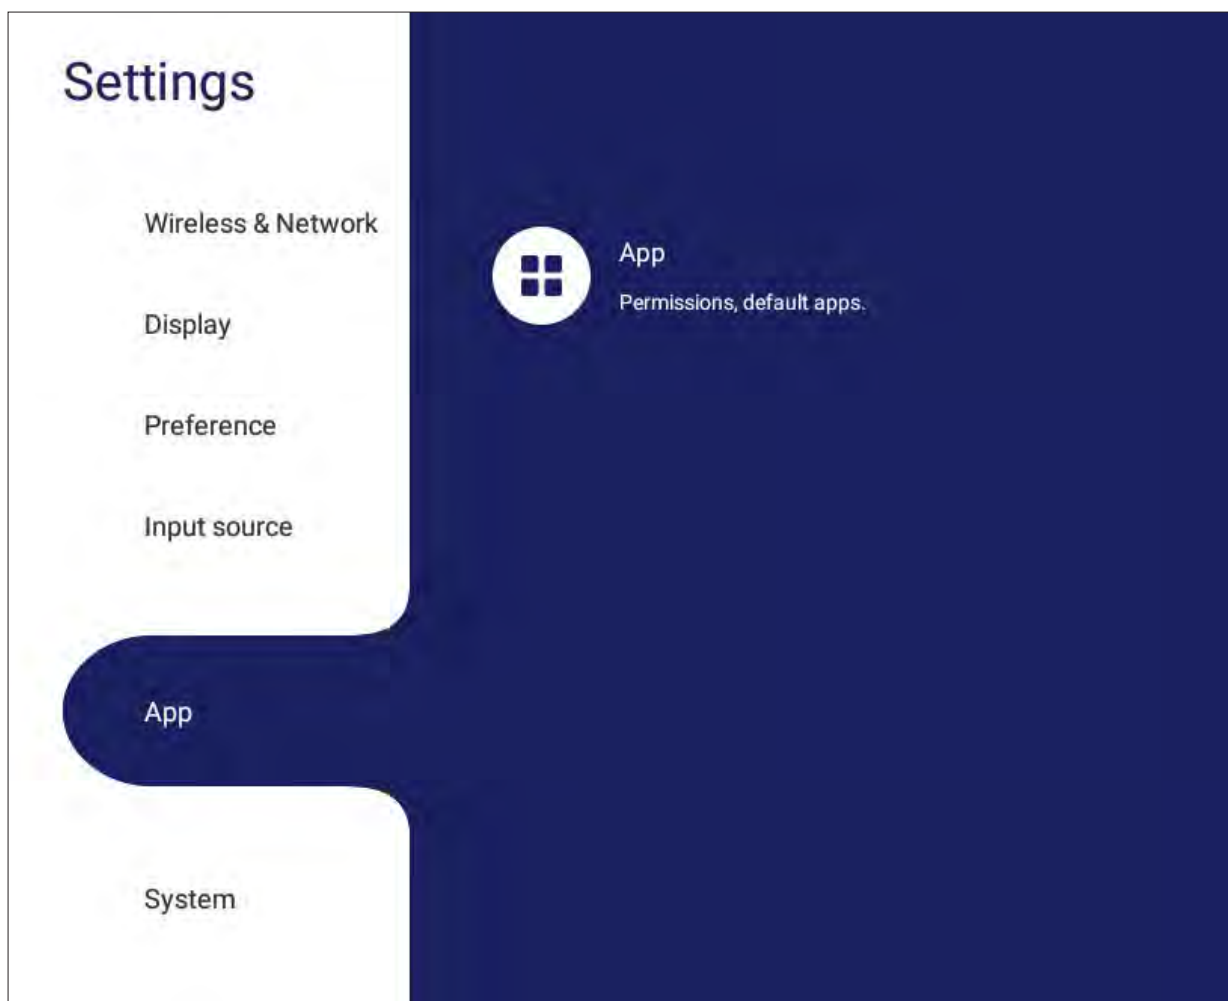 Settings
Wireless & Network
Display
Preference
Input source
App
System
App
Permissions, default apps.